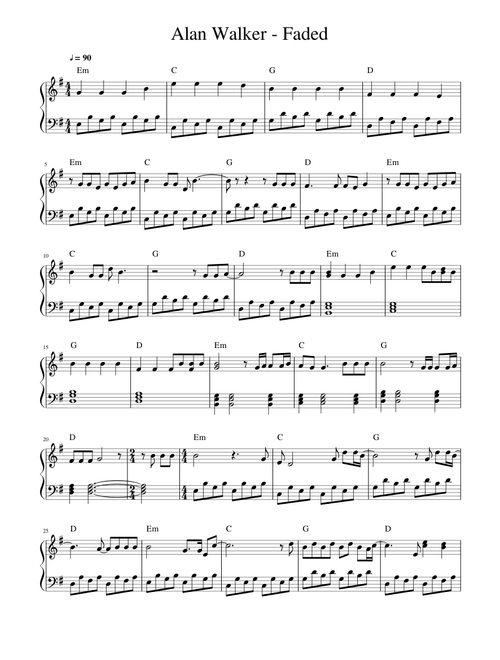 Alan Walker - Faded
♩ = 90
Em C G D
5 Em C G D Em
10 C G D Em C
15 G D Em C G
20 D Em C G
25 D Em C G D